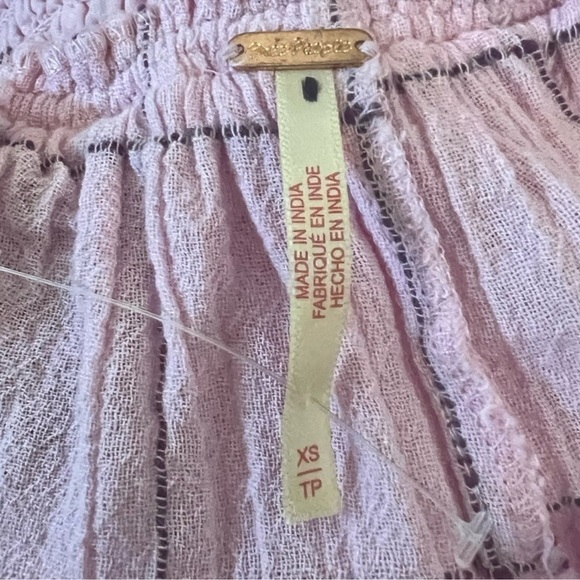 MADE IN INDIA
FABRIQUÉ EN INDE
HECHO EN INDIA
XS
TP